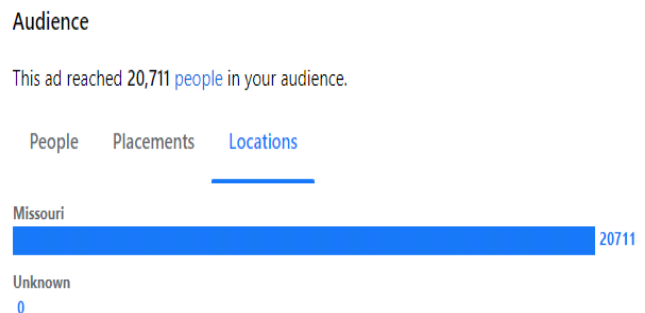 Audience
This ad reached 20,711 people in your audience.
People Placements Locations
Missouri
20711
Unknown
0